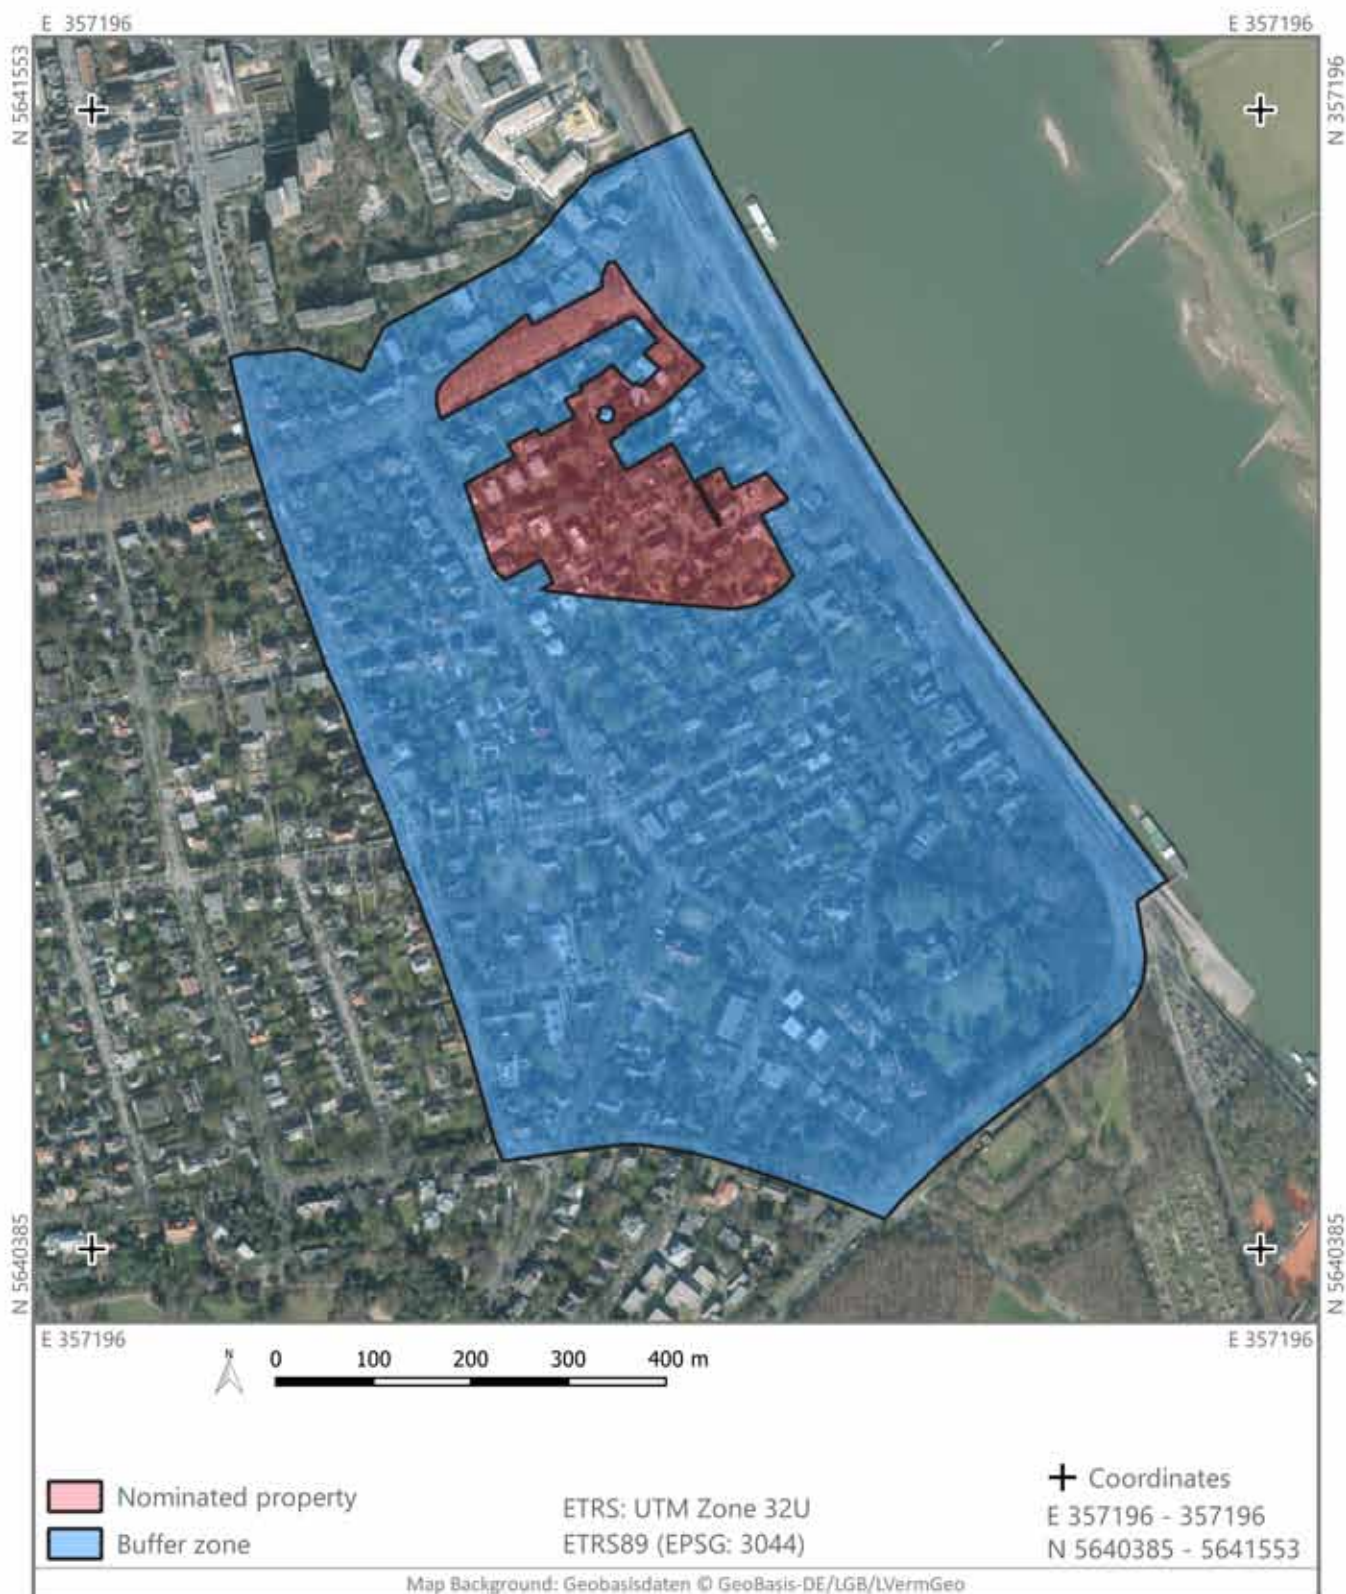 E 357196
E 357196
N 5641553
N 357196
N 5640385
N 5640385
E 357196
E 357196
N
0 100 200 300 400 m
Nominated property
Buffer zone
ETRS: UTM Zone 32U
ETRS89 (EPSG: 3044)
Coordinates
E 357196 - 357196
N 5640385 - 5641553
Map Background: Geobasisdaten © GeoBasis-DE/LGB/LVermGeo